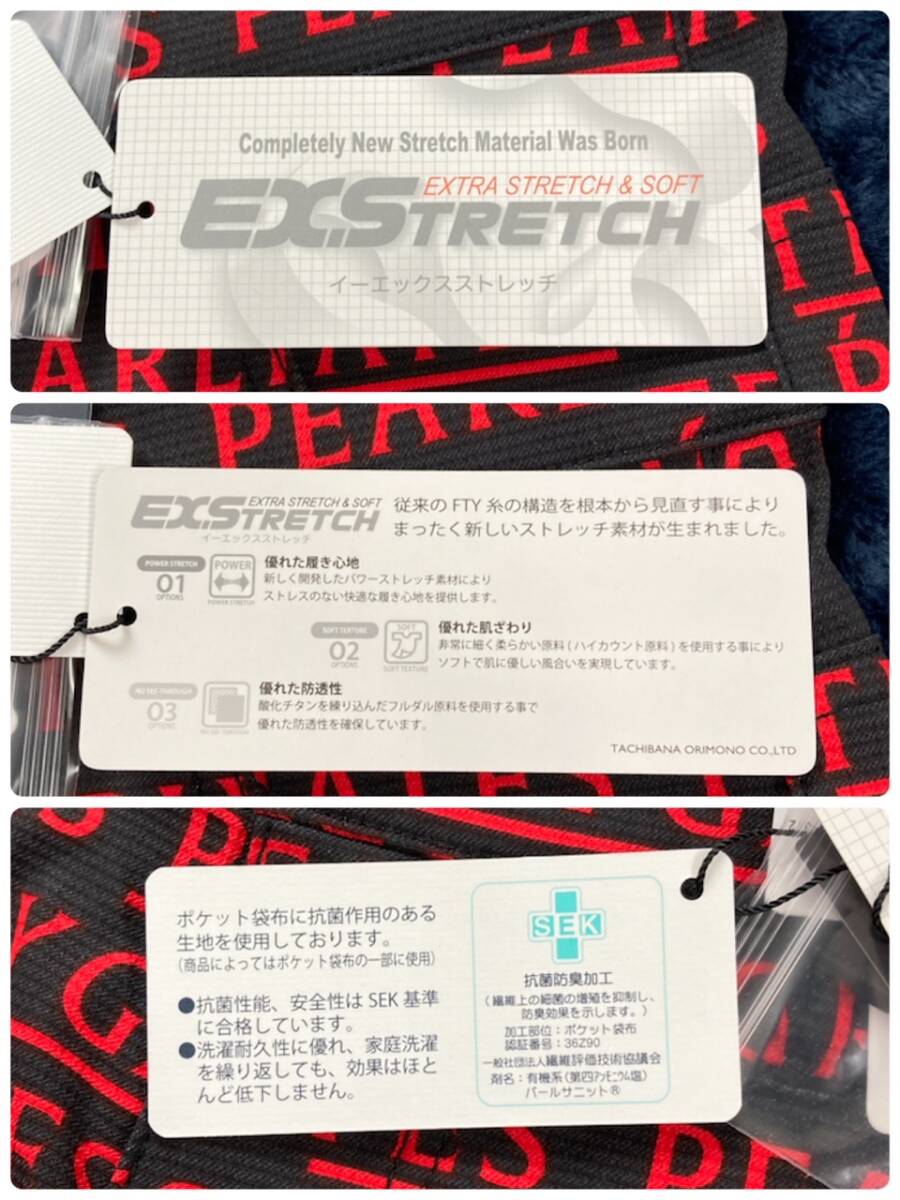 S PEARLY
Completely New Stretch Material Was Born
EXTRA STRETCH & SOFT
EX.STRETCH
イーエックスストレッチ
PEARL
EX.STRETCH
EXTRA STRETCH & SOFT
イーエックスストレッチ
従来の FTY 糸の構造を根本から見直す事により
まったく新しいストレッチ素材が生まれました。
POWER STRETCH
01
OPTIONS
POWER
POWER STRETCH
優れた履き心地
新しく開発したパワーストレッチ素材により
ストレスのない快適な履き心地を提供します。
SOFT TEXTURE
02
OPTIONS
SOFT
SOFT TEXTURE
優れた肌ざわり
非常に細く柔らかい原料(ハイカウント原料)を使用する事により
ソフトで肌に優しい風合いを実現しています。
NO SEE-THROUGH
03
OPTIONS
NO SEE-THROUGH
優れた防透性
酸化チタンを練り込んだフルダル原料を使用する事で
優れた防透性を確保しています。
TACHIBANA ORIMONO CO.,LTD
ポケット袋布に抗菌作用のある
生地を使用しております。
(商品によってはポケット袋布の一部に使用)
●抗菌性能、安全性は SEK 基準
に合格しています。
●洗濯耐久性に優れ、家庭洗濯
を繰り返しても、効果はほと
んど低下しません。
SEK
抗菌防臭加工
(繊維上の細菌の増殖を抑制し、
防臭効果を示します。)
加工部位：ポケット袋布
認証番号：36Z90
一般社団法人繊維評価技術協議会
剤名：有機系(第四アンモニウム塩)
パールサニット®